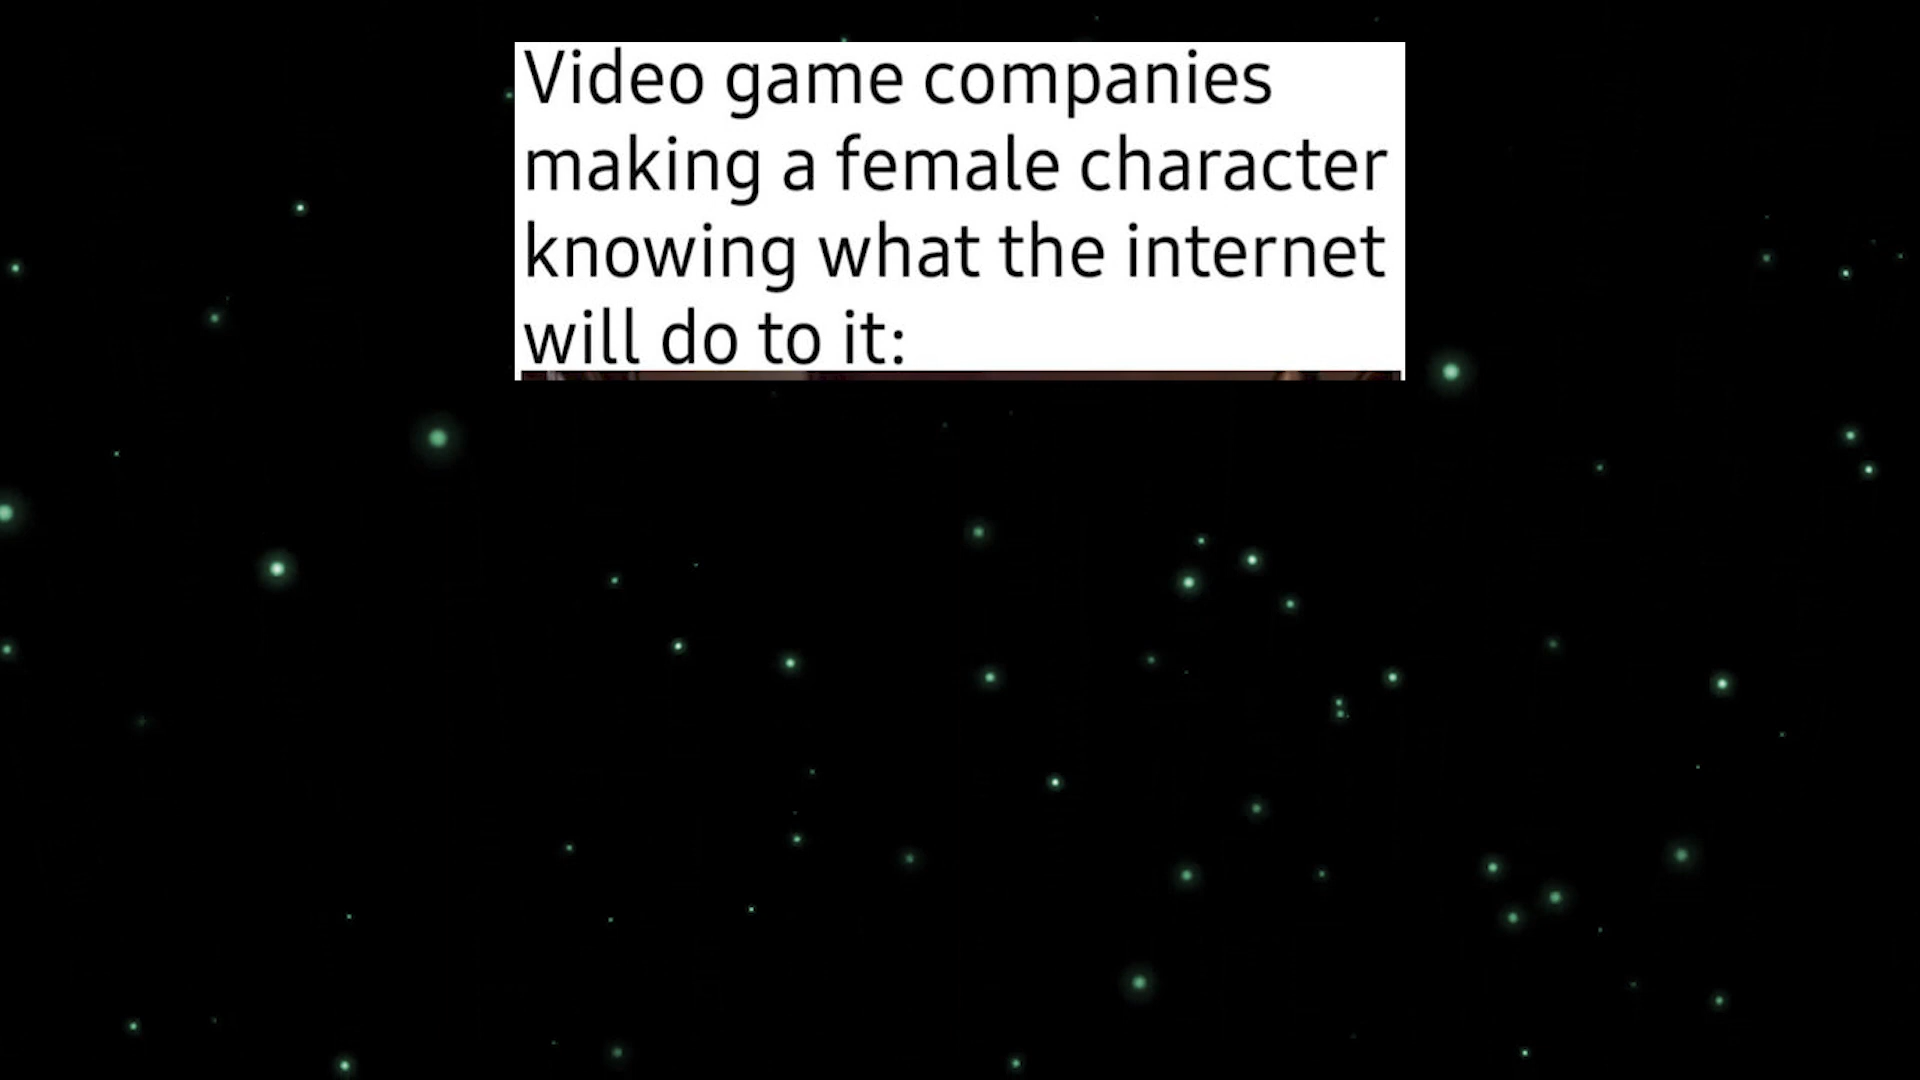 Video game companies
making a female character
knowing what the internet
will do to it: